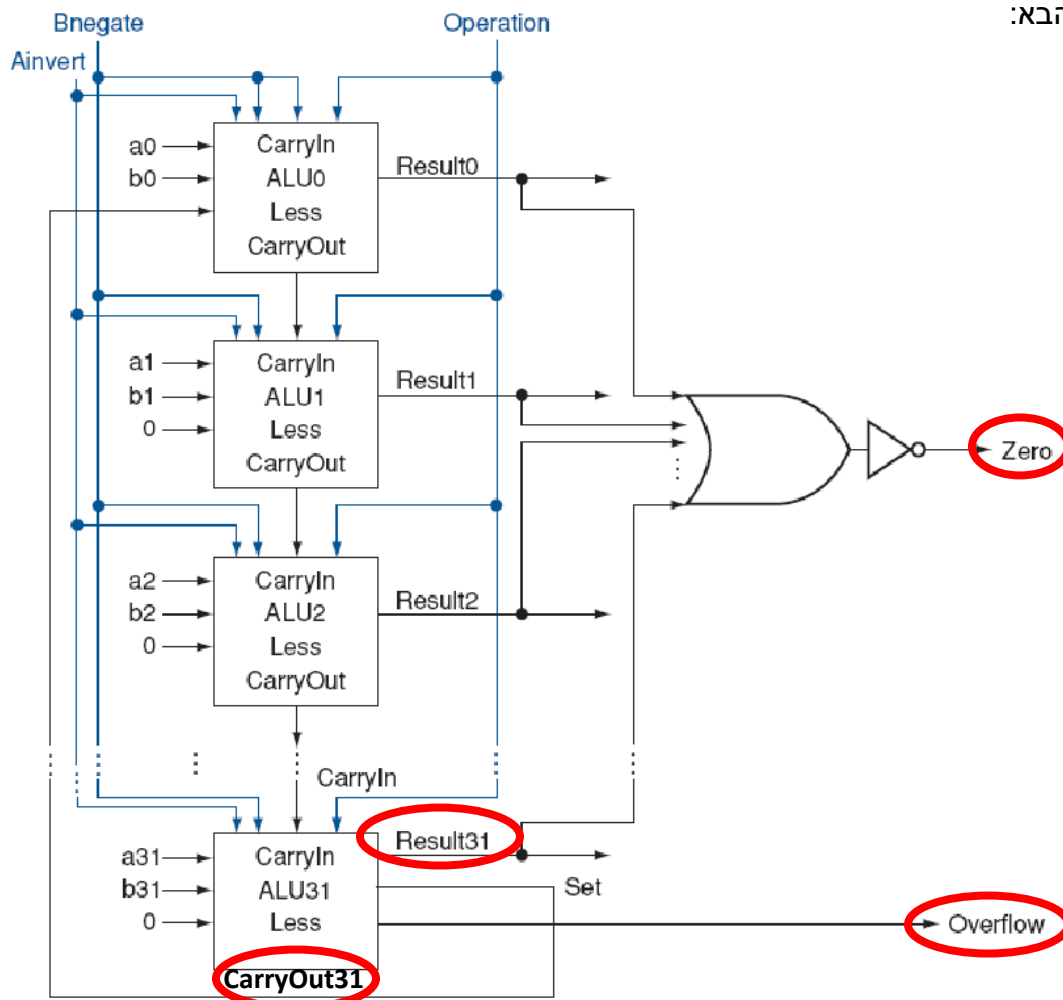 הבא:
Bnegate
Operation
Ainvert
a0
b0
CarryIn
ALU0
Less
CarryOut
Result0
a1
b1
0
CarryIn
ALU1
Less
CarryOut
Result1
Zero
a2
b2
0
CarryIn
ALU2
Less
CarryOut
Result2
CarryIn
a31
b31
0
CarryIn
ALU31
Less
CarryOut31
Result31
Set
Overflow